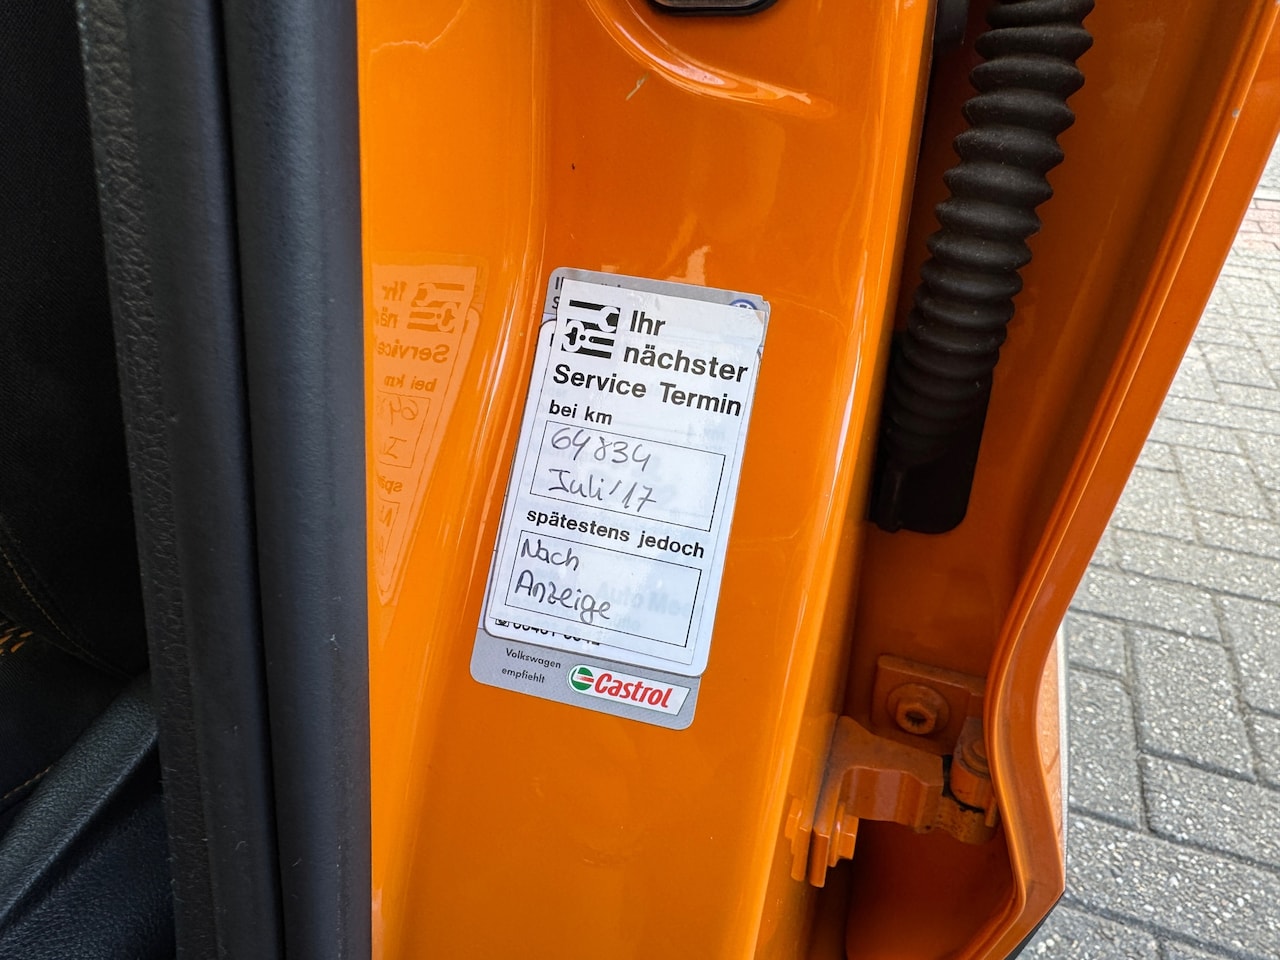 Ihr
nächster
Service Termin
bei km
64834
Juli'17
spätestens jedoch
Nach
Anzeige
Volkswagen
empfiehlt
Castrol